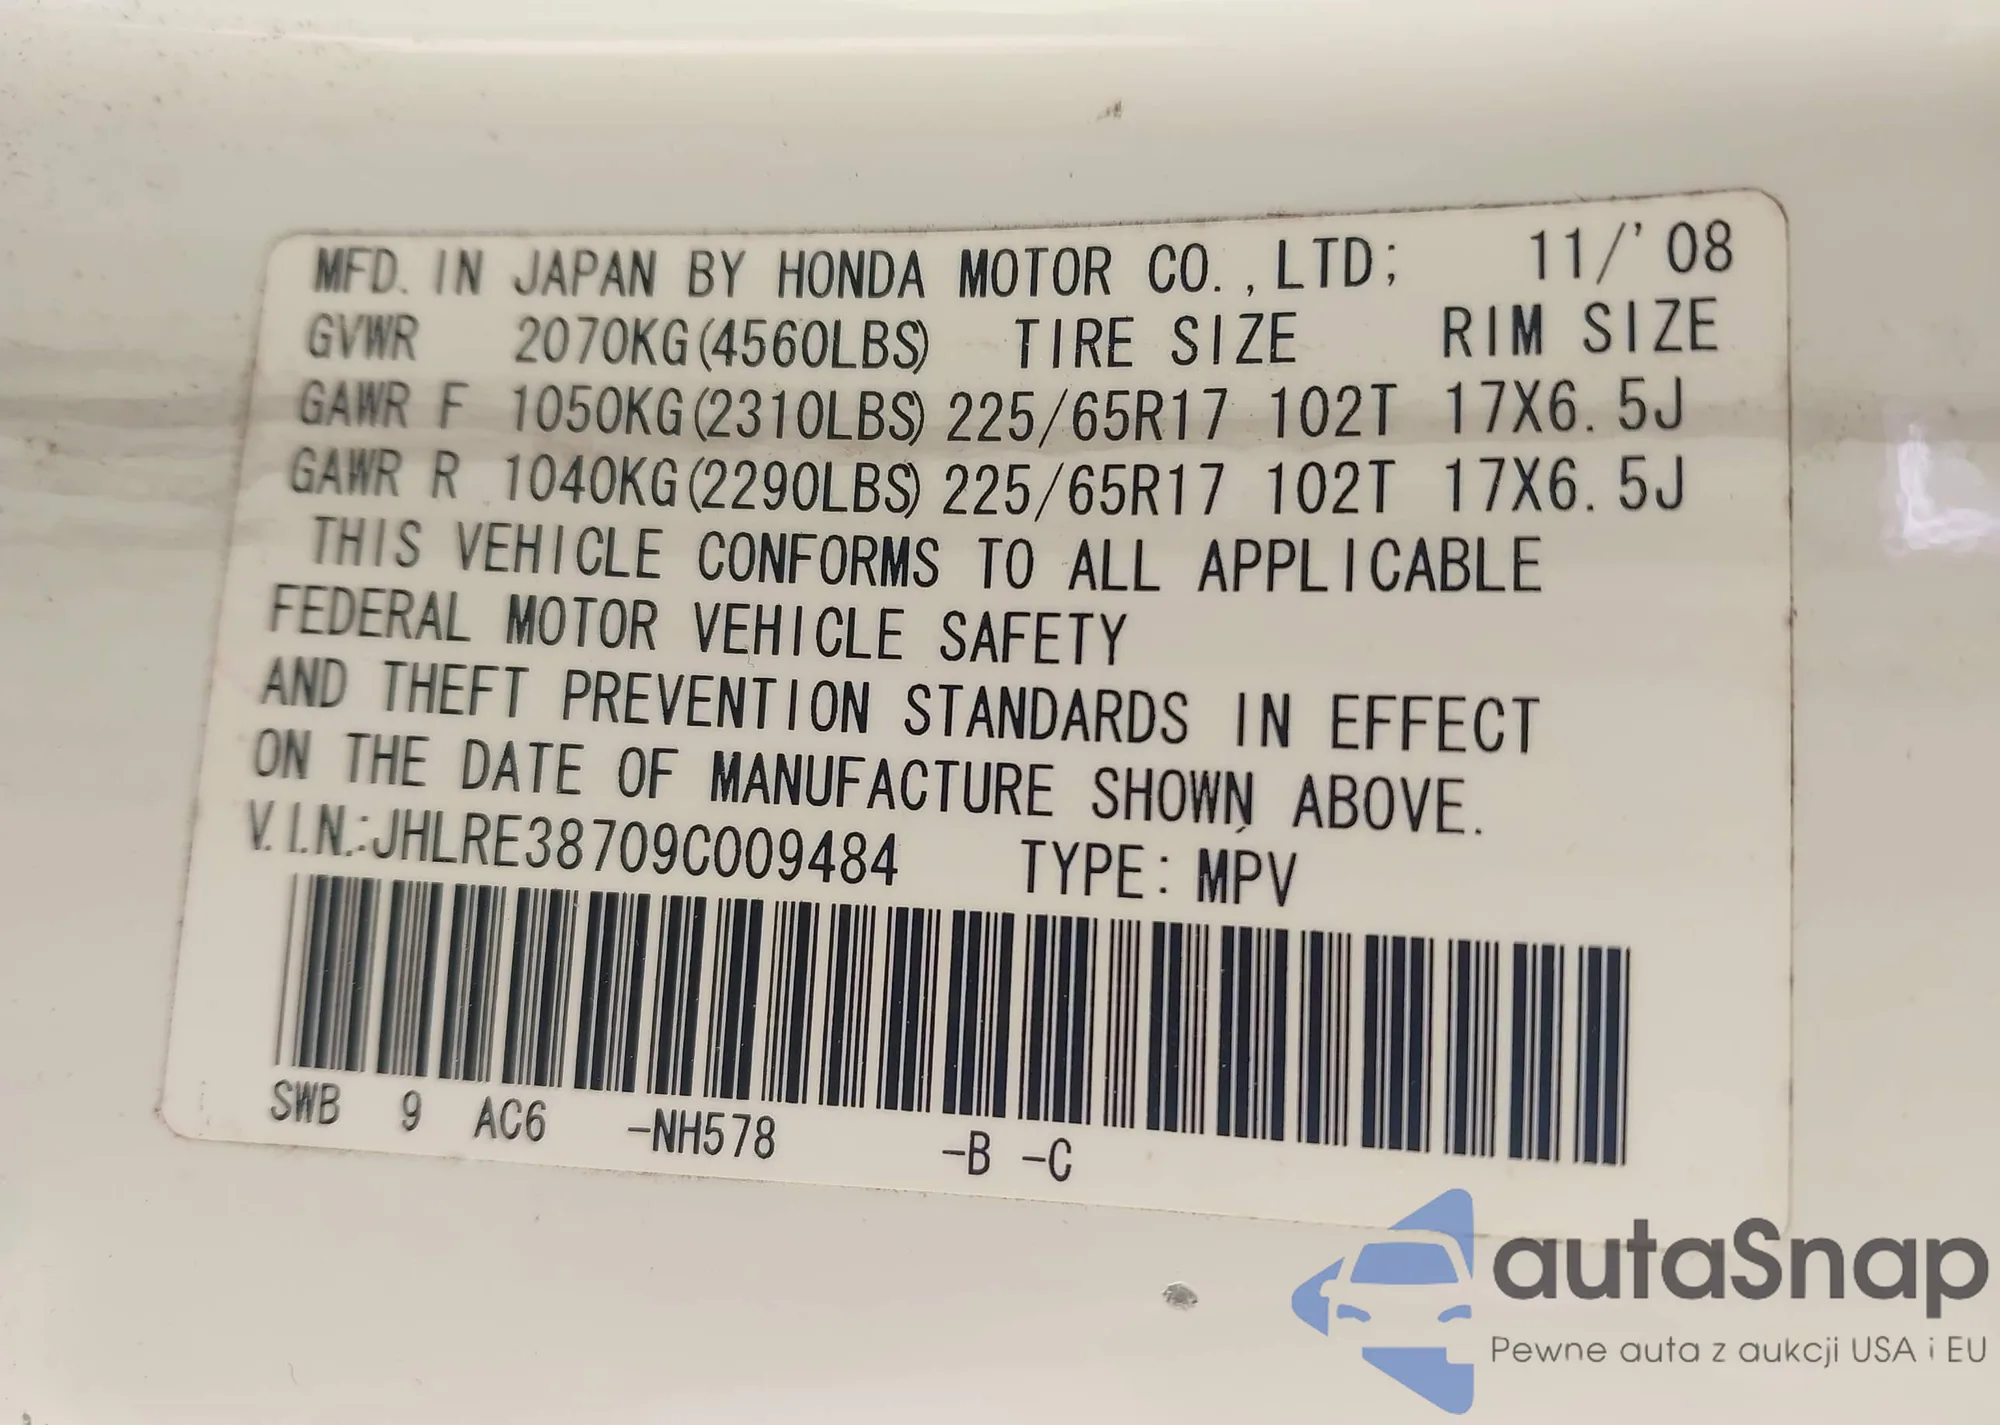 MFD. IN JAPAN BY HONDA MOTOR CO.,LTD; 11/'08
GVWR 2070KG(4560LBS) TIRE SIZE RIM SIZE
GAWR F 1050KG(2310LBS) 225/65R17 102T 17X6.5J
GAWR R 1040KG(2290LBS) 225/65R17 102T 17X6.5J
THIS VEHICLE CONFORMS TO ALL APPLICABLE
FEDERAL MOTOR VEHICLE SAFETY
AND THEFT PREVENTION STANDARDS IN EFFECT
ON THE DATE OF MANUFACTURE SHOWN ABOVE.
V.I.N.:JHLRE38709C009484 TYPE: MPV
SWB 9 AC6 -NH578 -B -C
autaSnap
Pewne auta z aukcji USA i EU